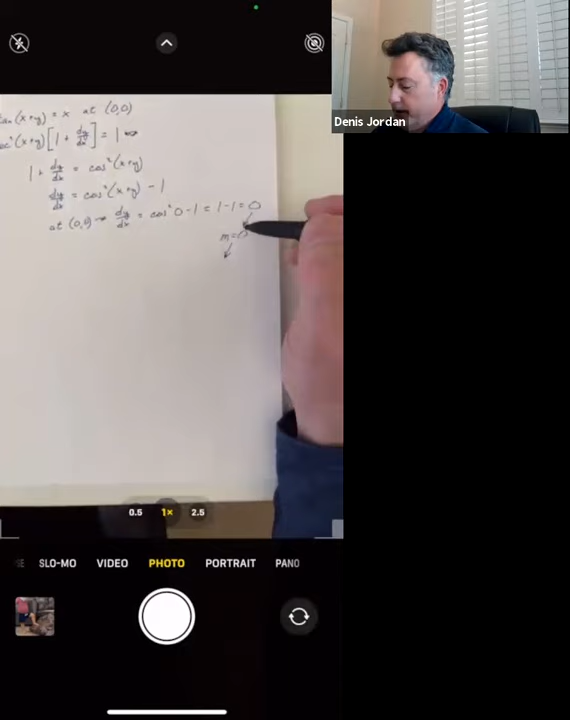 tan(x+y) = x at (0,0)
sec²(x+y)[1 + dy/dx] = 1
1 + dy/dx = cos²(x+y)
dy/dx = cos²(x+y) - 1
at (0,0) → dy/dx = cos²0 - 1 = 1 - 1 = 0
m = 0
Denis Jordan
0.5 1× 2.5
SLO-MO VIDEO PHOTO PORTRAIT PANO